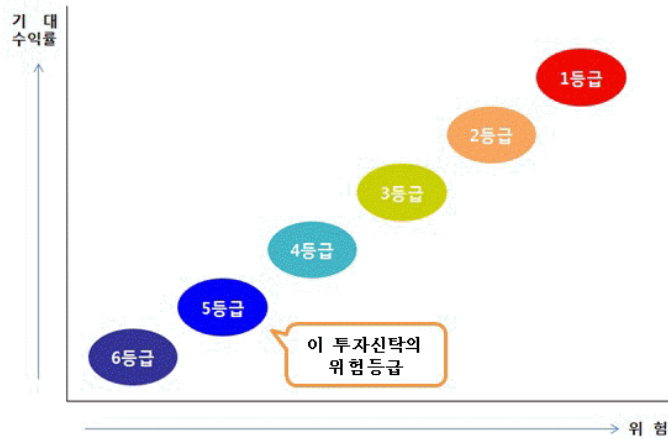 기 대
수익률
1등급
2등급
3등급
4등급
5등급
이 투자신탁의
위험등급
6등급
위 험